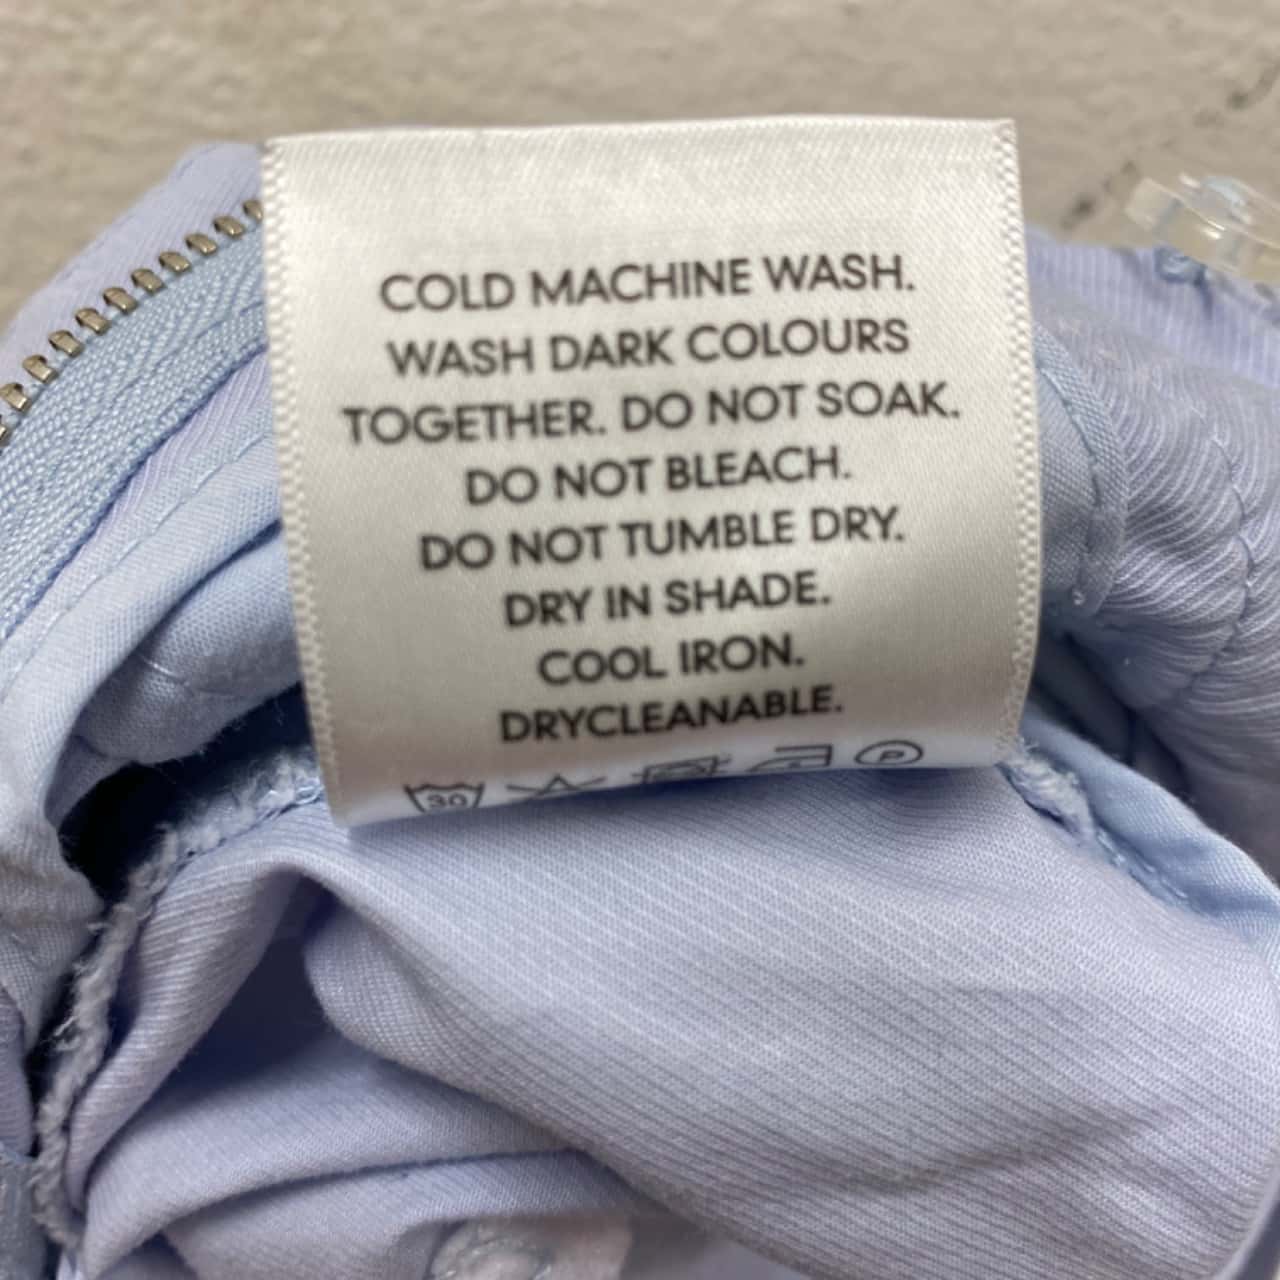 COLD MACHINE WASH.
WASH DARK COLOURS
TOGETHER. DO NOT SOAK.
DO NOT BLEACH.
DO NOT TUMBLE DRY.
DRY IN SHADE.
COOL IRON.
DRYCLEANABLE.
30 P